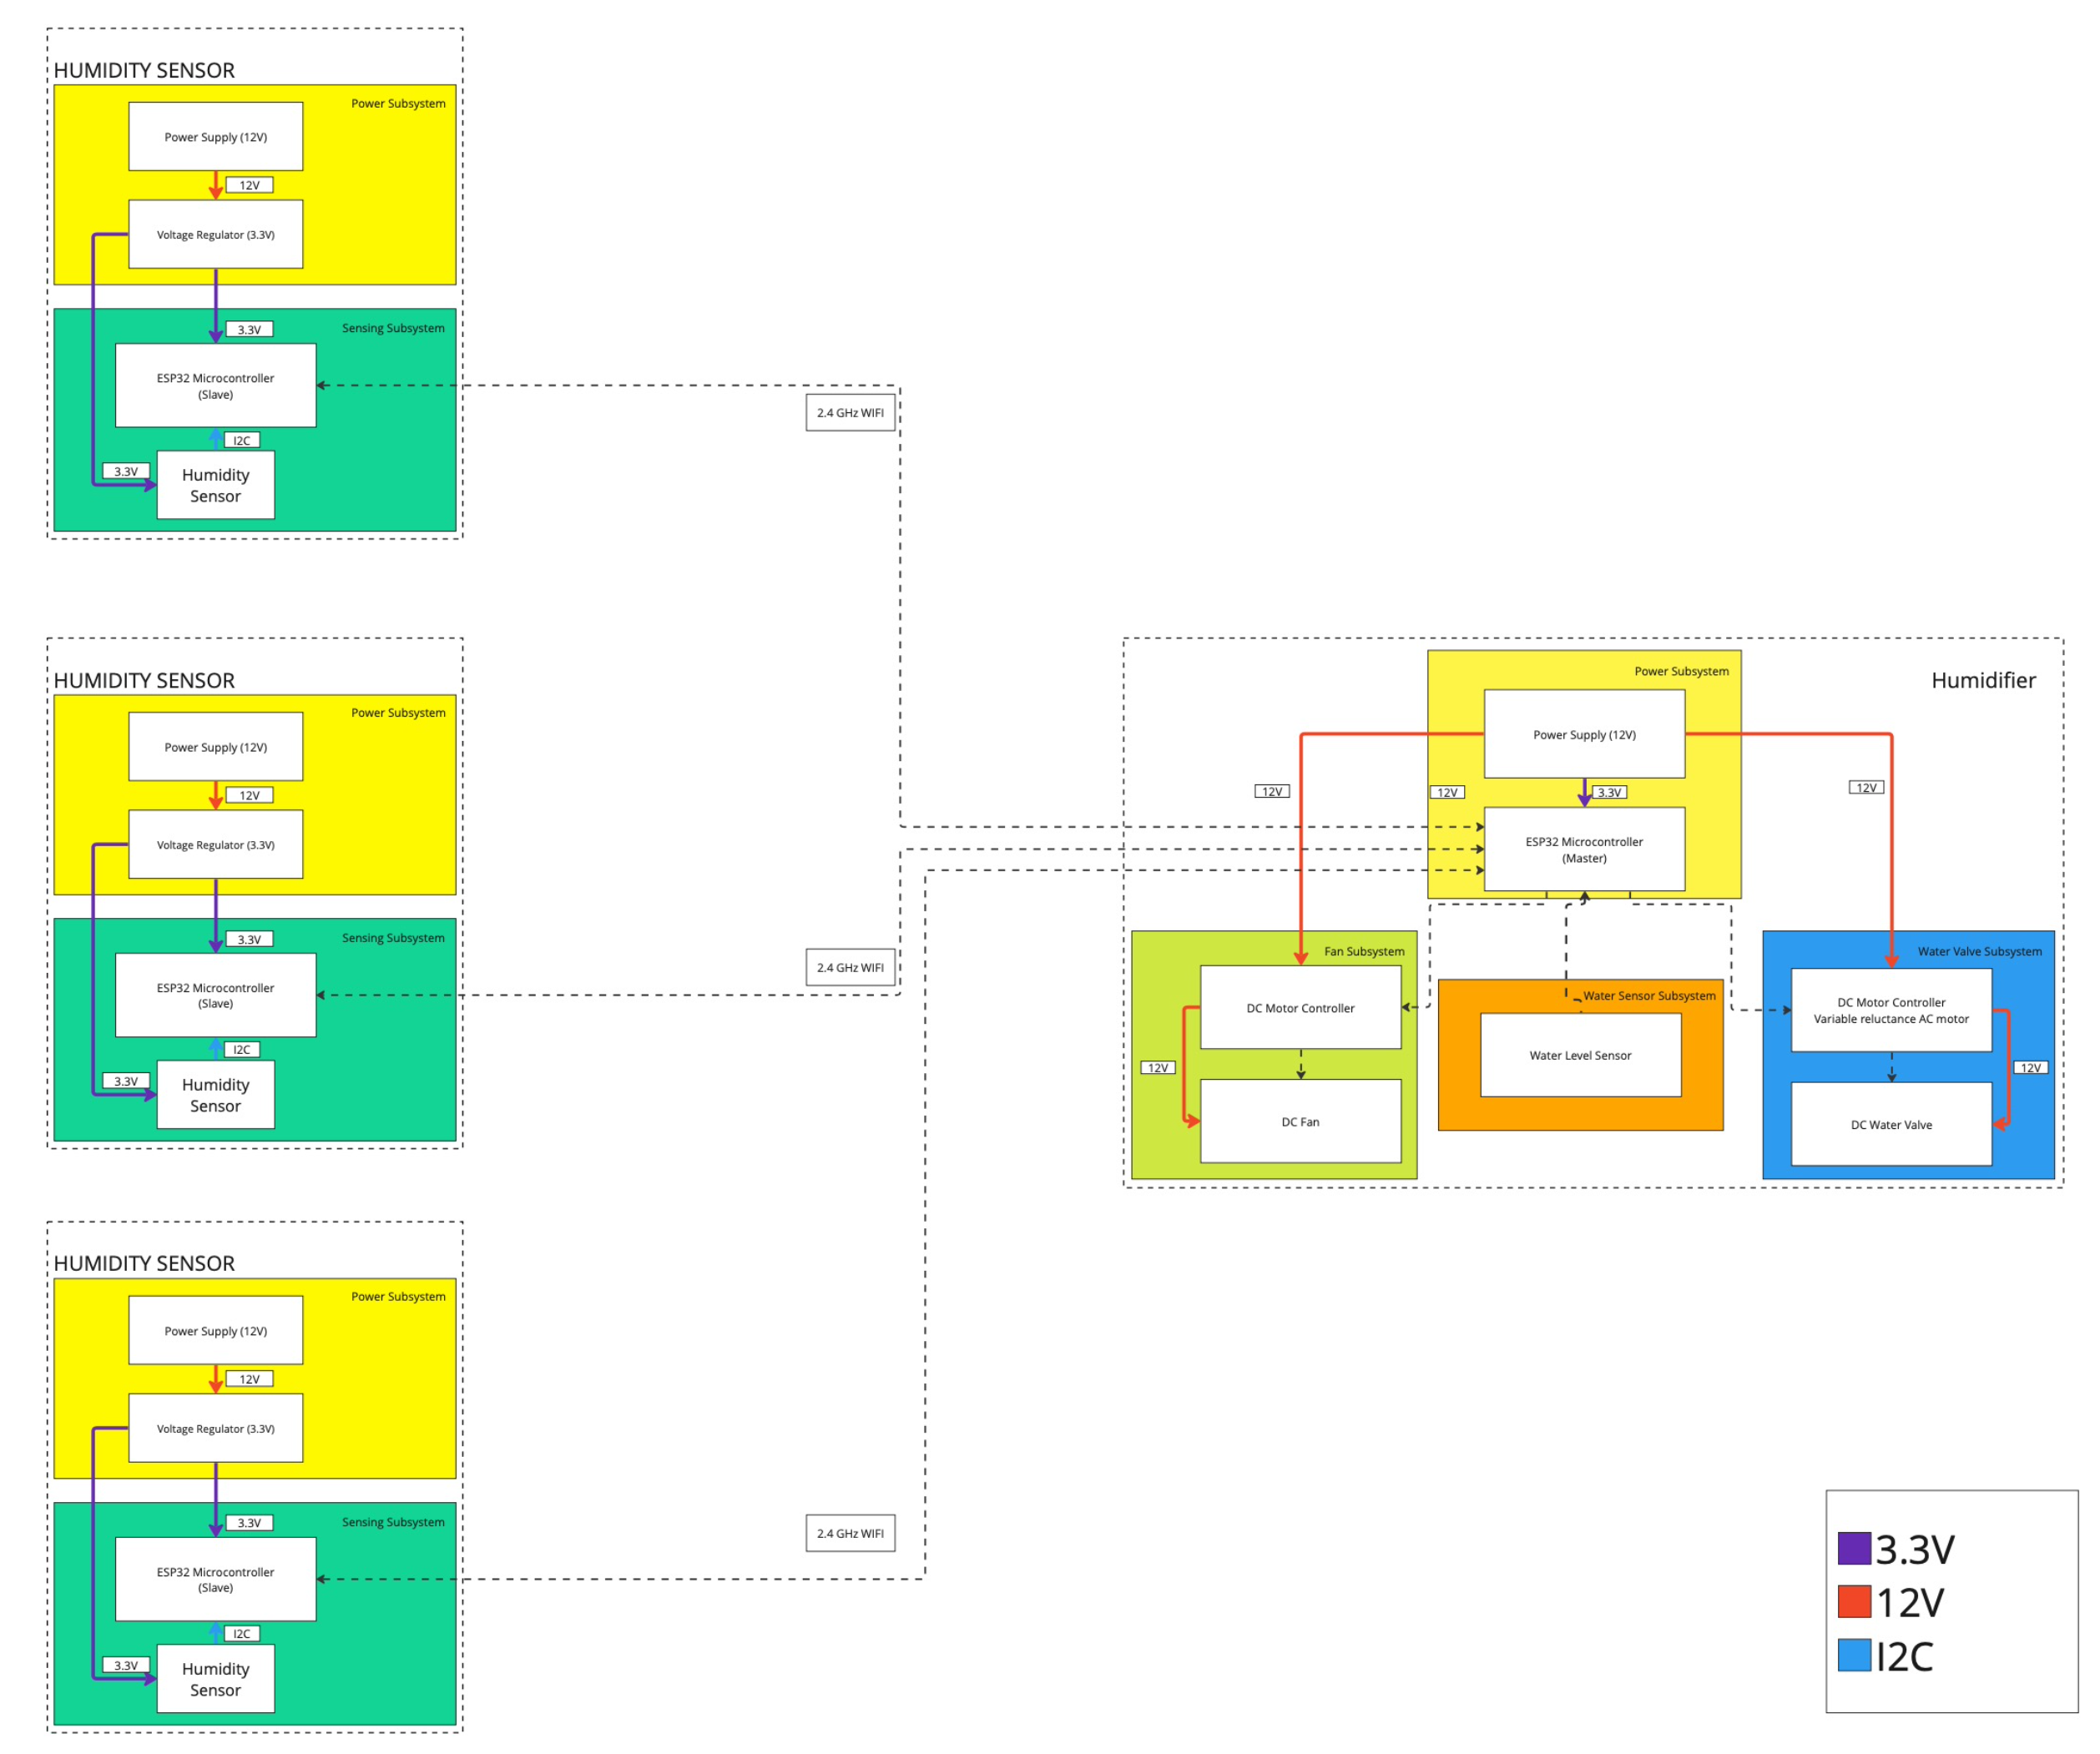 HUMIDITY SENSOR
Power Subsystem
Power Supply (12V)
12V
Voltage Regulator (3.3V)
3.3V
Sensing Subsystem
ESP32 Microcontroller
(Slave)
I2C
3.3V
Humidity
Sensor
2.4 GHz WIFI
HUMIDITY SENSOR
Power Subsystem
Power Supply (12V)
12V
Voltage Regulator (3.3V)
3.3V
Sensing Subsystem
ESP32 Microcontroller
(Slave)
I2C
3.3V
Humidity
Sensor
2.4 GHz WIFI
HUMIDITY SENSOR
Power Subsystem
Power Supply (12V)
12V
Voltage Regulator (3.3V)
3.3V
Sensing Subsystem
ESP32 Microcontroller
(Slave)
I2C
3.3V
Humidity
Sensor
2.4 GHz WIFI
Humidifier
Power Subsystem
Power Supply (12V)
12V
12V
3.3V
12V
ESP32 Microcontroller
(Master)
Fan Subsystem
DC Motor Controller
12V
DC Fan
Water Sensor Subsystem
Water Level Sensor
Water Valve Subsystem
DC Motor Controller
Variable reluctance AC motor
12V
DC Water Valve
3.3V
12V
I2C